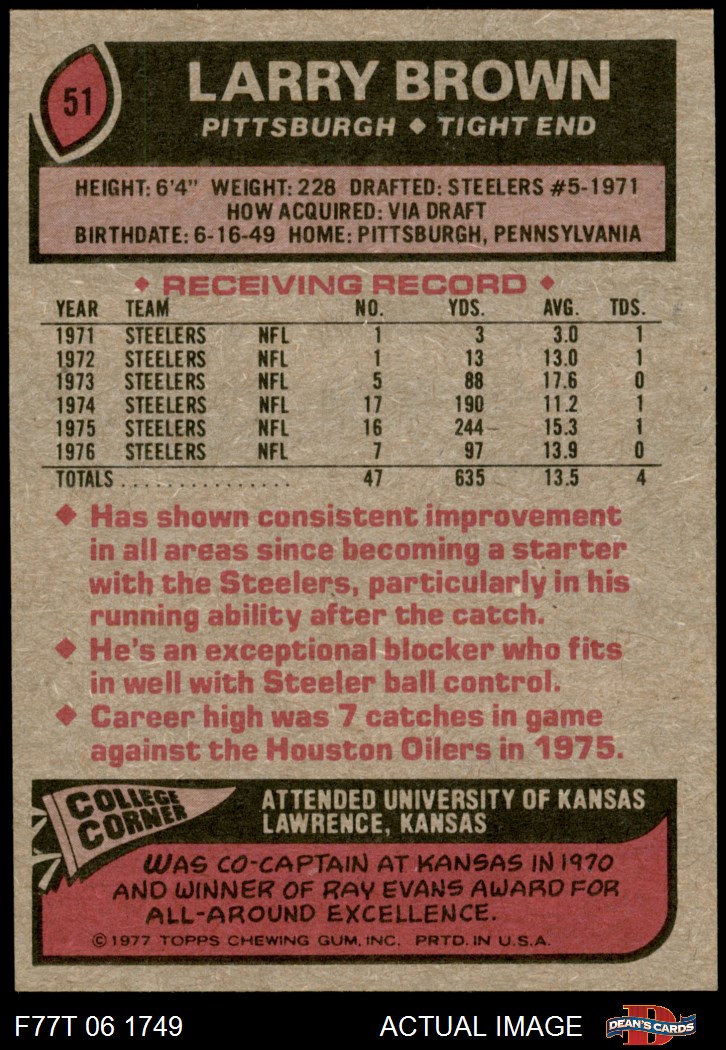 51
LARRY BROWN
PITTSBURGH ◆ TIGHT END
HEIGHT: 6'4" WEIGHT: 228 DRAFTED: STEELERS #5-1971
HOW ACQUIRED: VIA DRAFT
BIRTHDATE: 6-16-49 HOME: PITTSBURGH, PENNSYLVANIA
◆ RECEIVING RECORD ◆
YEAR TEAM NO. YDS. AVG. TDS.
1971 STEELERS NFL 1 3 3.0 1
1972 STEELERS NFL 1 13 13.0 1
1973 STEELERS NFL 5 88 17.6 0
1974 STEELERS NFL 17 190 11.2 1
1975 STEELERS NFL 16 244 15.3 1
1976 STEELERS NFL 7 97 13.9 0
TOTALS................ 47 635 13.5 4
◆ Has shown consistent improvement
in all areas since becoming a starter
with the Steelers, particularly in his
running ability after the catch.
◆ He's an exceptional blocker who fits
in well with Steeler ball control.
◆ Career high was 7 catches in game
against the Houston Oilers in 1975.
COLLEGE
CORNER
ATTENDED UNIVERSITY OF KANSAS
LAWRENCE, KANSAS
WAS CO-CAPTAIN AT KANSAS IN 1970
AND WINNER OF RAY EVANS AWARD FOR
ALL-AROUND EXCELLENCE.
©1977 TOPPS CHEWING GUM, INC. PRTD. IN U.S.A.
F77T 06 1749 ACTUAL IMAGE
D
DEAN'S CARDS